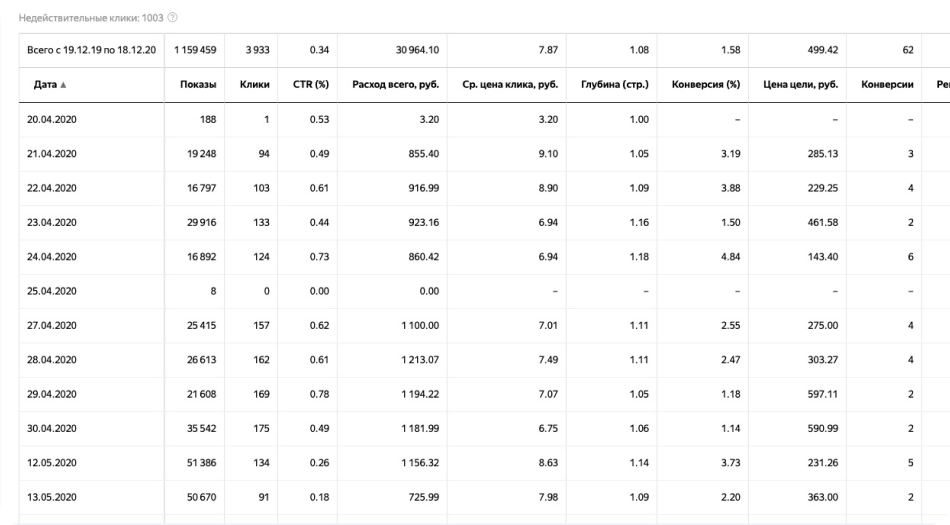 Недействительные клики: 1003 ?
Всего с 19.12.19 по 18.12.20 1 159 459 3 933 0.34 30 964.10 7.87 1.08 1.58 499.42 62
Дата ▲ Показы Клики CTR (%) Расход всего, руб. Ср. цена клика, руб. Глубина (стр.) Конверсия (%) Цена цели, руб. Конверсии Ре
20.04.2020 188 1 0.53 3.20 3.20 1.00 – – –
21.04.2020 19 248 94 0.49 855.40 9.10 1.05 3.19 285.13 3
22.04.2020 16 797 103 0.61 916.99 8.90 1.09 3.88 229.25 4
23.04.2020 29 916 133 0.44 923.16 6.94 1.16 1.50 461.58 2
24.04.2020 16 892 124 0.73 860.42 6.94 1.18 4.84 143.40 6
25.04.2020 8 0 0.00 0.00 – – – – –
27.04.2020 25 415 157 0.62 1 100.00 7.01 1.11 2.55 275.00 4
28.04.2020 26 613 162 0.61 1 213.07 7.49 1.11 2.47 303.27 4
29.04.2020 21 608 169 0.78 1 194.22 7.07 1.05 1.18 597.11 2
30.04.2020 35 542 175 0.49 1 181.99 6.75 1.06 1.14 590.99 2
12.05.2020 51 386 134 0.26 1 156.32 8.63 1.14 3.73 231.26 5
13.05.2020 50 670 91 0.18 725.99 7.98 1.09 2.20 363.00 2